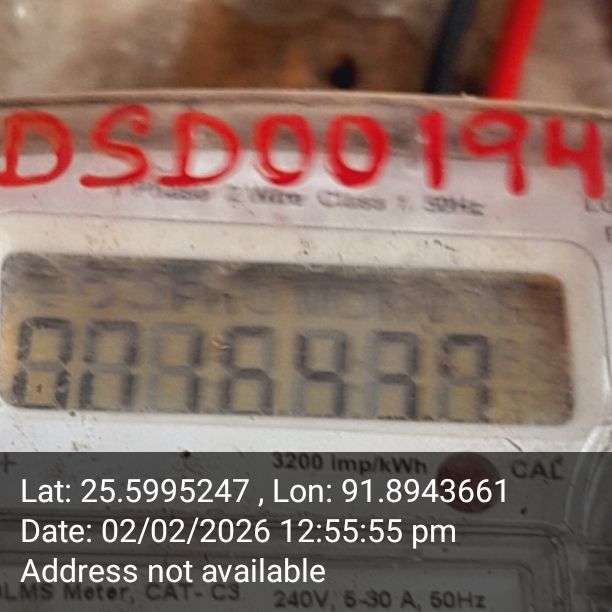 DSD00194
Phase 2 Wire Class 1 50Hz
3200 Imp/kWh CAL
Lat: 25.5995247 , Lon: 91.8943661
Date: 02/02/2026 12:55:55 pm
Address not available
Meter, CAT- C3 240V, 5-30 A, 50Hz